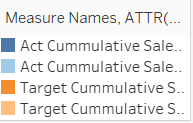 Measure Names, ATTR(...
Act Cummulative Sale..
Act Cummulative Sale..
Target Cummulative S..
Target Cummulative S..